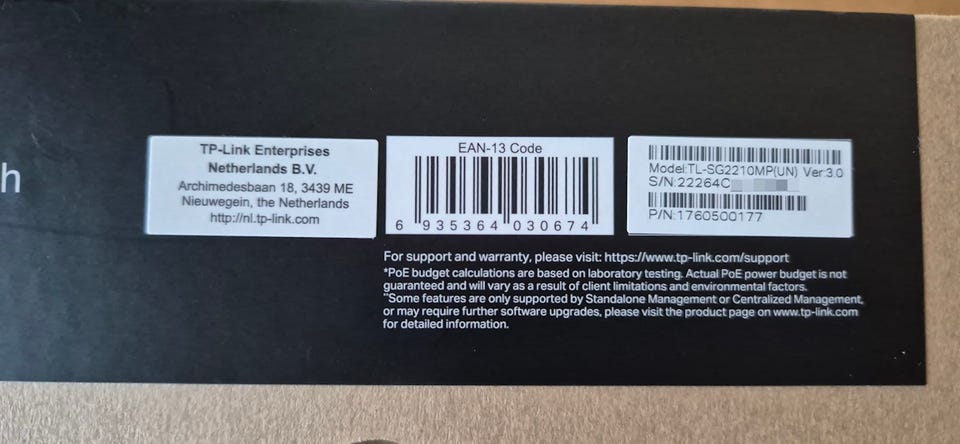 h
TP-Link Enterprises
Netherlands B.V.
Archimedesbaan 18, 3439 ME
Nieuwegein, the Netherlands
http://nl.tp-link.com
EAN-13 Code
6 935364 030674
Model:TL-SG2210MP(UN) Ver:3.0
S/N:22264C
P/N:1760500177
For support and warranty, please visit: https://www.tp-link.com/support
*PoE budget calculations are based on laboratory testing. Actual PoE power budget is not
guaranteed and will vary as a result of client limitations and environmental factors.
**Some features are only supported by Standalone Management or Centralized Management,
or may require further software upgrades, please visit the product page on www.tp-link.com
for detailed information.